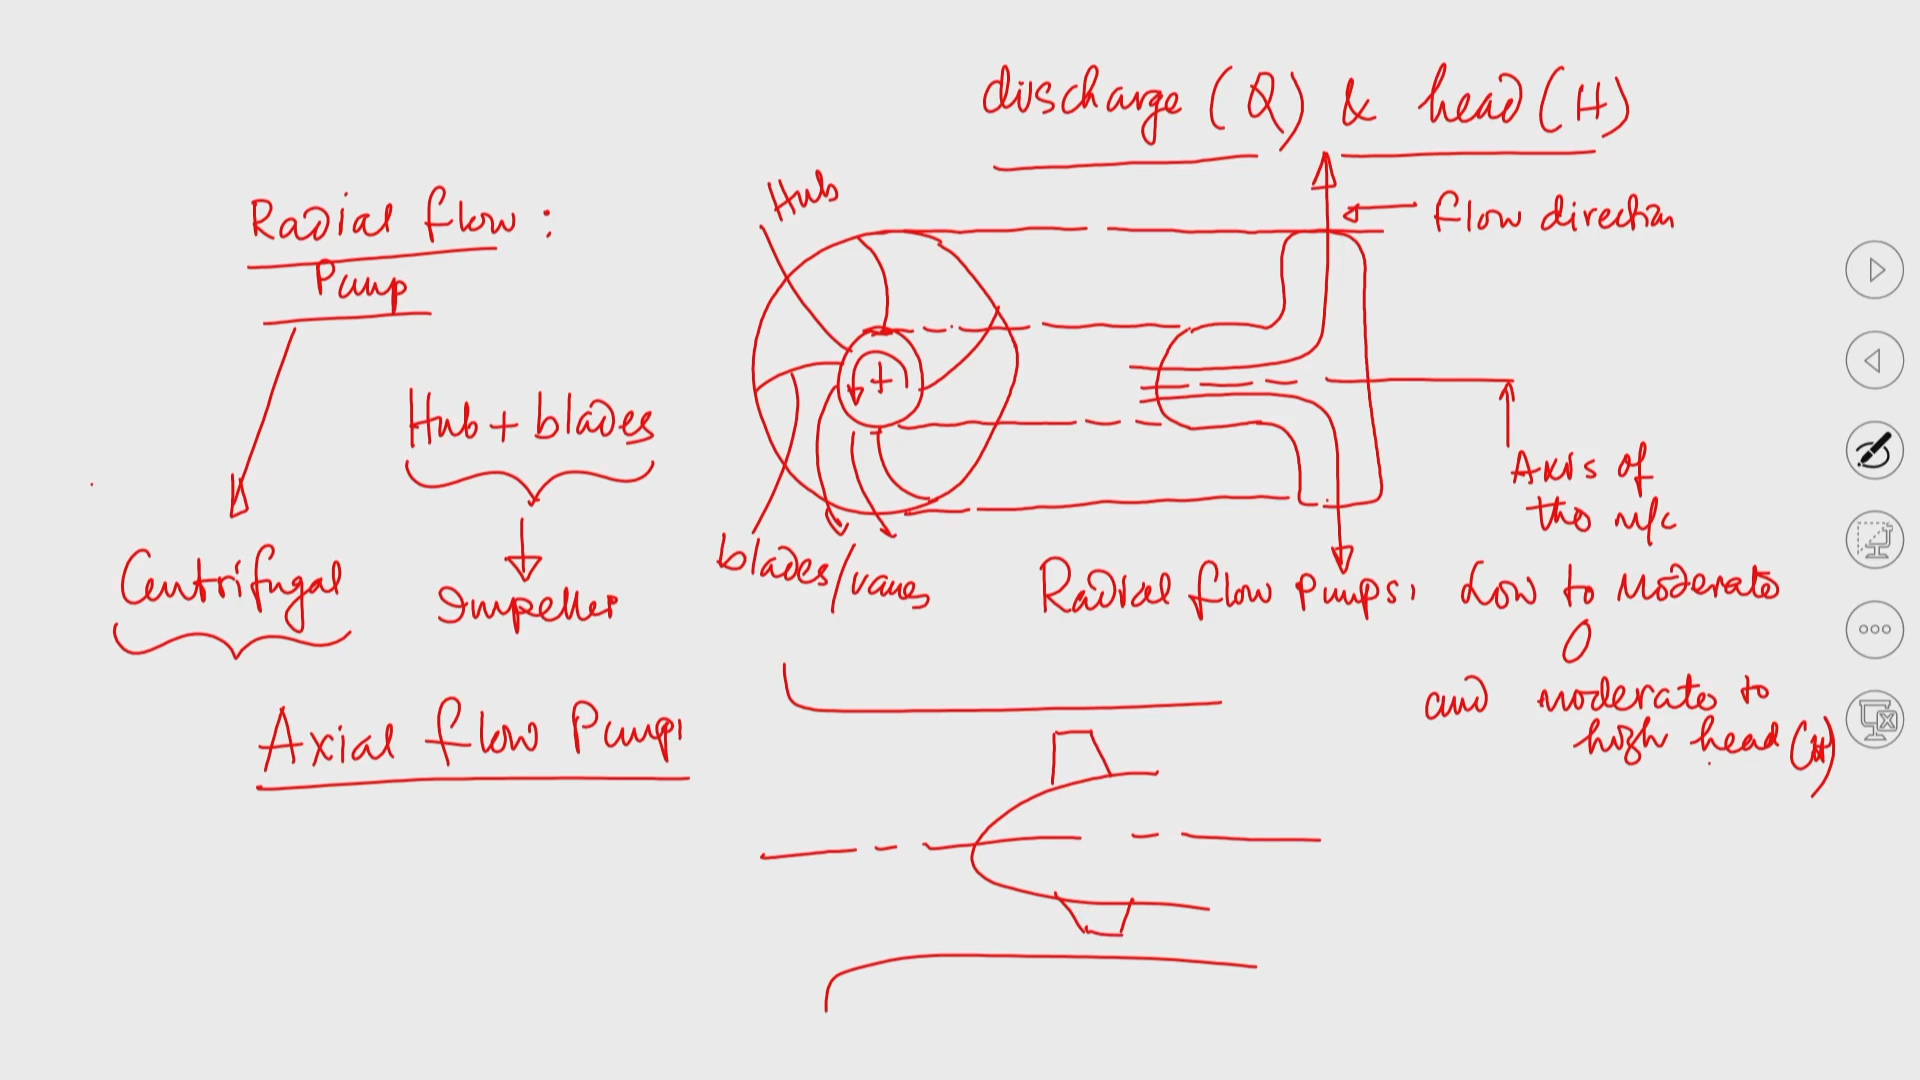 discharge (Q) & head (H)
Hub
Radial flow :
Pump
flow direction
Hub + blades
Axis of
the m/c
Centrifugal
Impeller
blades/vanes
Radial flow Pumps, Low to Moderate
Q
and moderate to
high head (H)
Axial flow Pump,